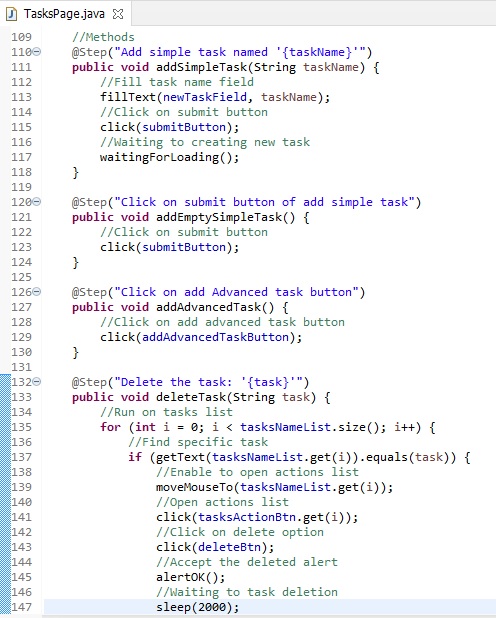 TasksPage.java
109 //Methods
110 @Step("Add simple task named '{taskName}'")
111 public void addSimpleTask(String taskName) {
112 //Fill task name field
113 fillText(newTaskField, taskName);
114 //Click on submit button
115 click(submitButton);
116 //Waiting to creating new task
117 waitingForLoading();
118 }
119
120 @Step("Click on submit button of add simple task")
121 public void addEmptySimpleTask() {
122 //Click on submit button
123 click(submitButton);
124 }
125
126 @Step("Click on add Advanced task button")
127 public void addAdvancedTask() {
128 //Click on add advanced task button
129 click(addAdvancedTaskButton);
130 }
131
132 @Step("Delete the task: '{task}'")
133 public void deleteTask(String task) {
134 //Run on tasks list
135 for (int i = 0; i < tasksNameList.size(); i++) {
136 //Find specific task
137 if (getText(tasksNameList.get(i)).equals(task)) {
138 //Enable to open actions list
139 moveMouseTo(tasksNameList.get(i));
140 //Open actions list
141 click(tasksActionBtn.get(i));
142 //Click on delete option
143 click(deleteBtn);
144 //Accept the deleted alert
145 alertOK();
146 //Waiting to task deletion
147 sleep(2000);